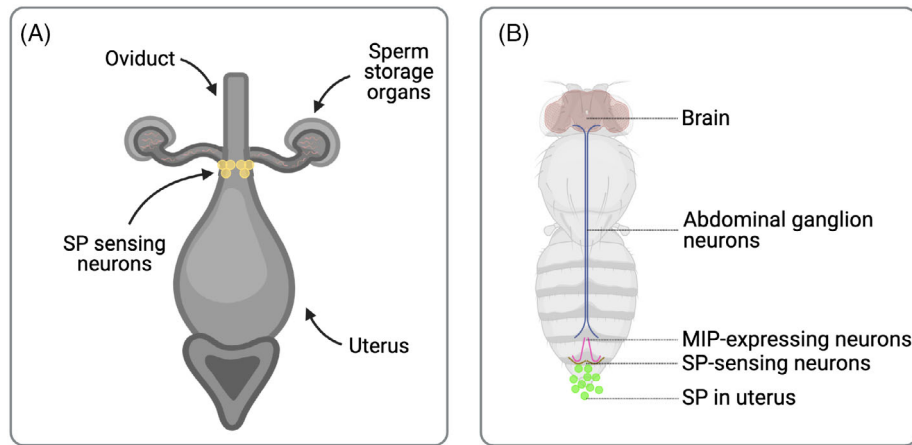 (A)
Oviduct
Sperm
storage
organs
SP sensing
neurons
Uterus
(B)
Brain
Abdominal ganglion
neurons
MIP-expressing neurons
SP-sensing neurons
SP in uterus